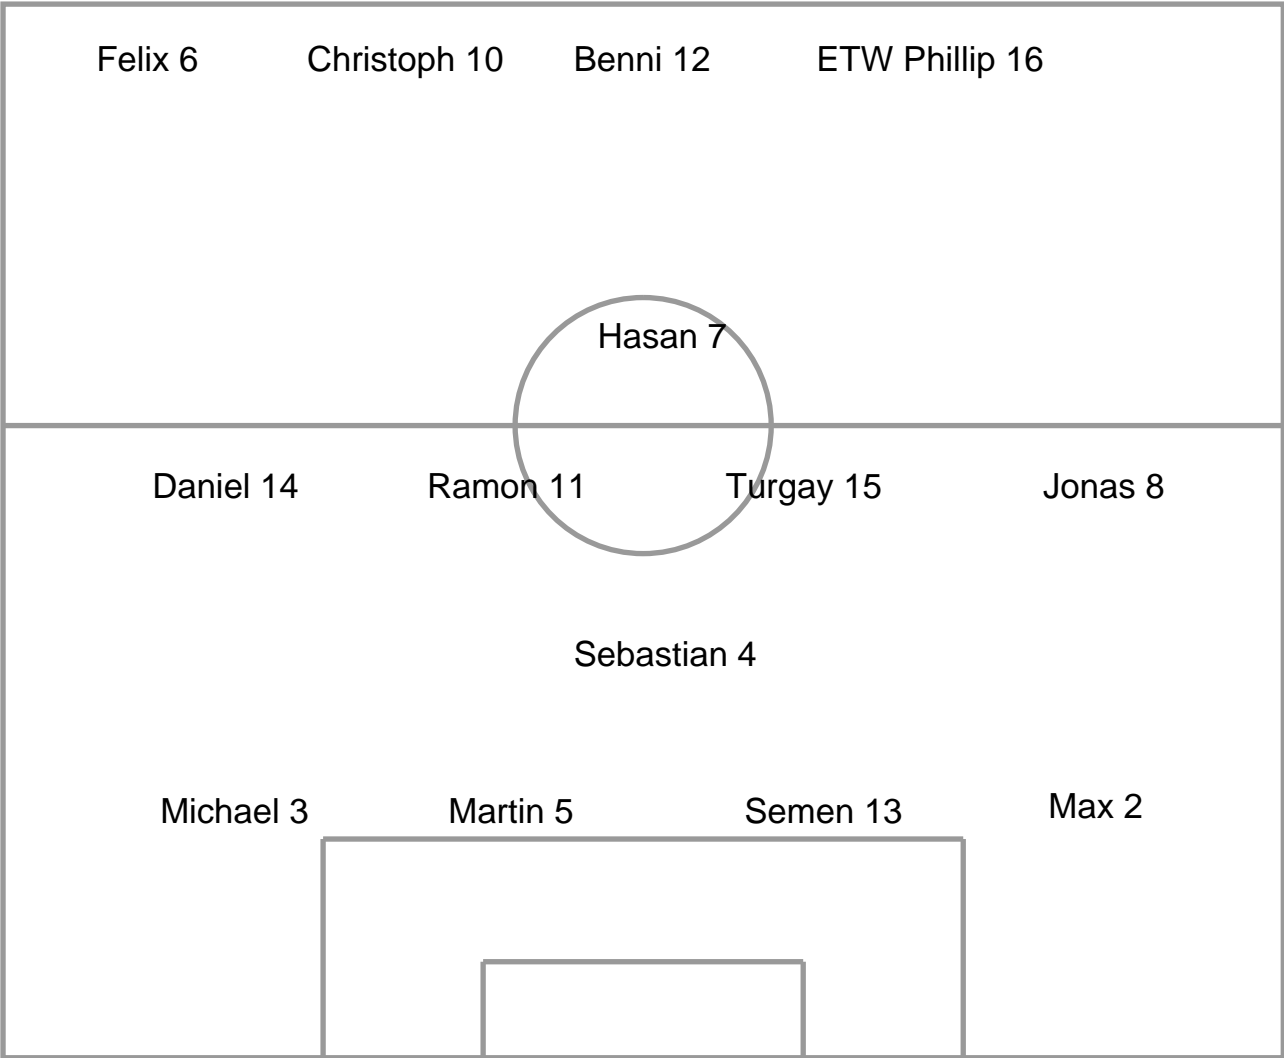 Felix 6 Christoph 10 Benni 12 ETW Phillip 16
Hasan 7
Daniel 14 Ramon 11 Turgay 15 Jonas 8
Sebastian 4
Michael 3 Martin 5 Semen 13 Max 2